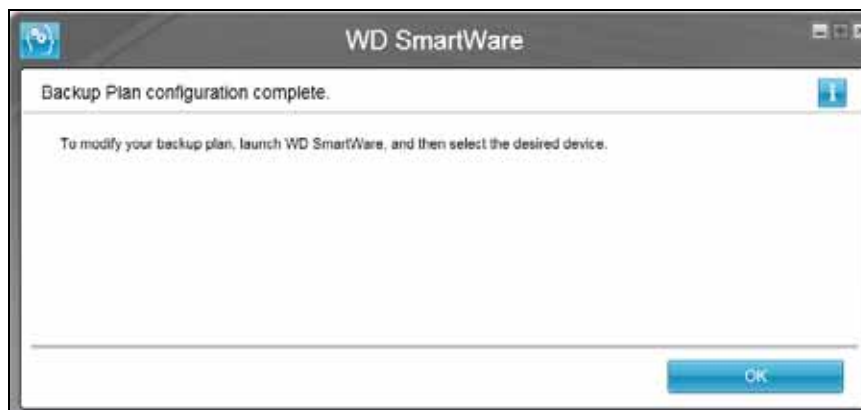 WD SmartWare
Backup Plan configuration complete.
To modify your backup plan, launch WD SmartWare, and then select the desired device.
OK